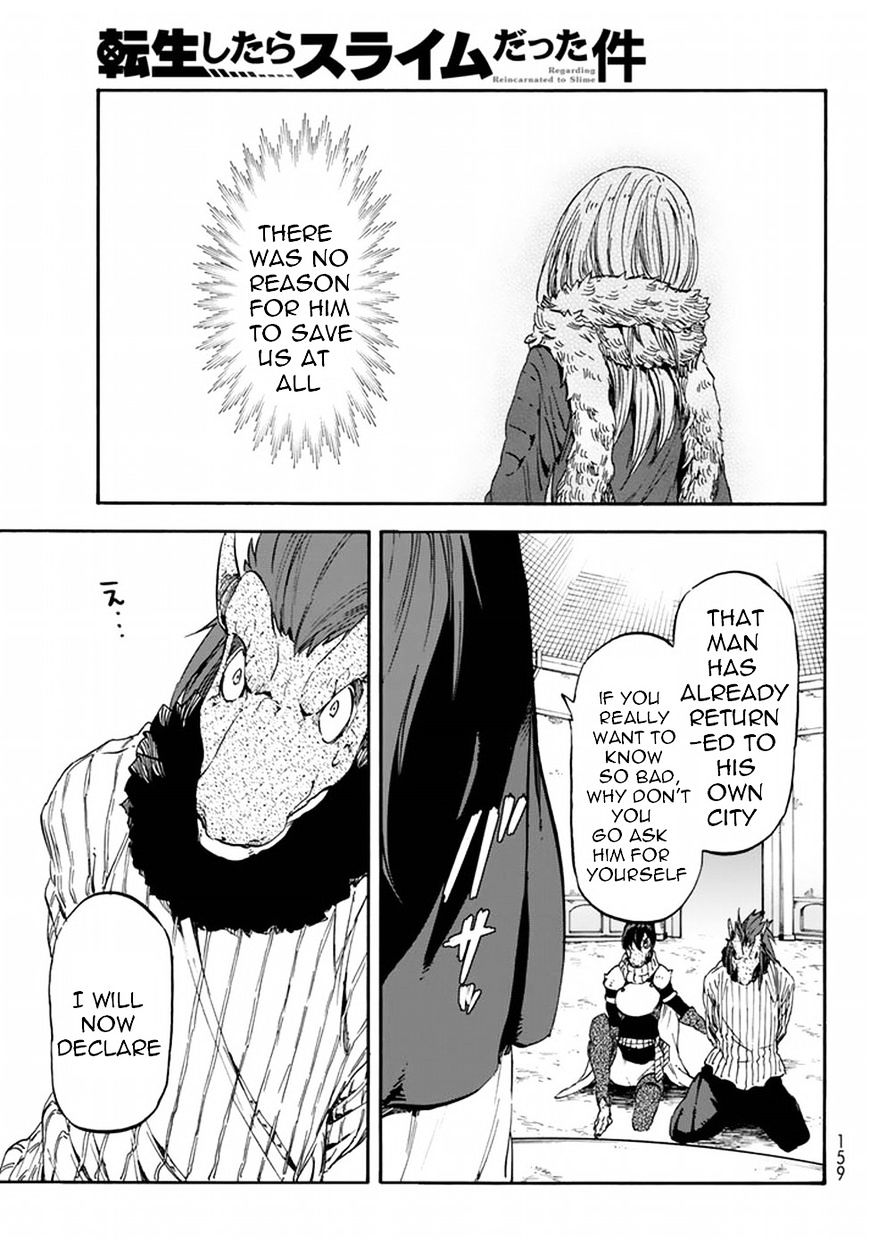 転生したらスライムだった件
Regarding
Reincarnated to Slime
THERE
WAS NO
REASON
FOR HIM
TO SAVE
US AT
ALL
THAT
MAN
HAS
ALREADY
RETURN
-ED TO
HIS
OWN
CITY
IF YOU
REALLY
WANT TO
KNOW
SO BAD,
WHY DON'T
YOU
GO ASK
HIM FOR
YOURSELF
サッ
え…
I WILL
NOW
DECLARE
159